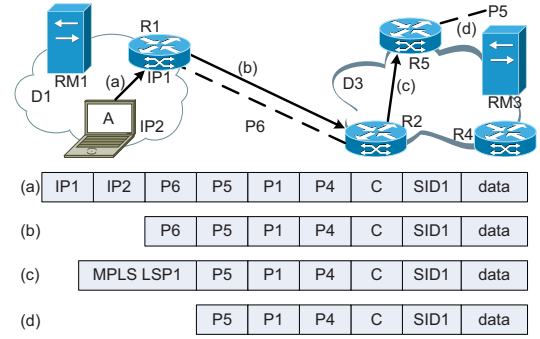 R1
P5
(d)
RM1
(a)
IP1
(b)
R5
D1
D3
RM3
A
IP2
P6
(c)
R2
R4
(a) IP1 IP2 P6 P5 P1 P4 C SID1 data
(b) P6 P5 P1 P4 C SID1 data
(c) MPLS LSP1 P5 P1 P4 C SID1 data
(d) P5 P1 P4 C SID1 data